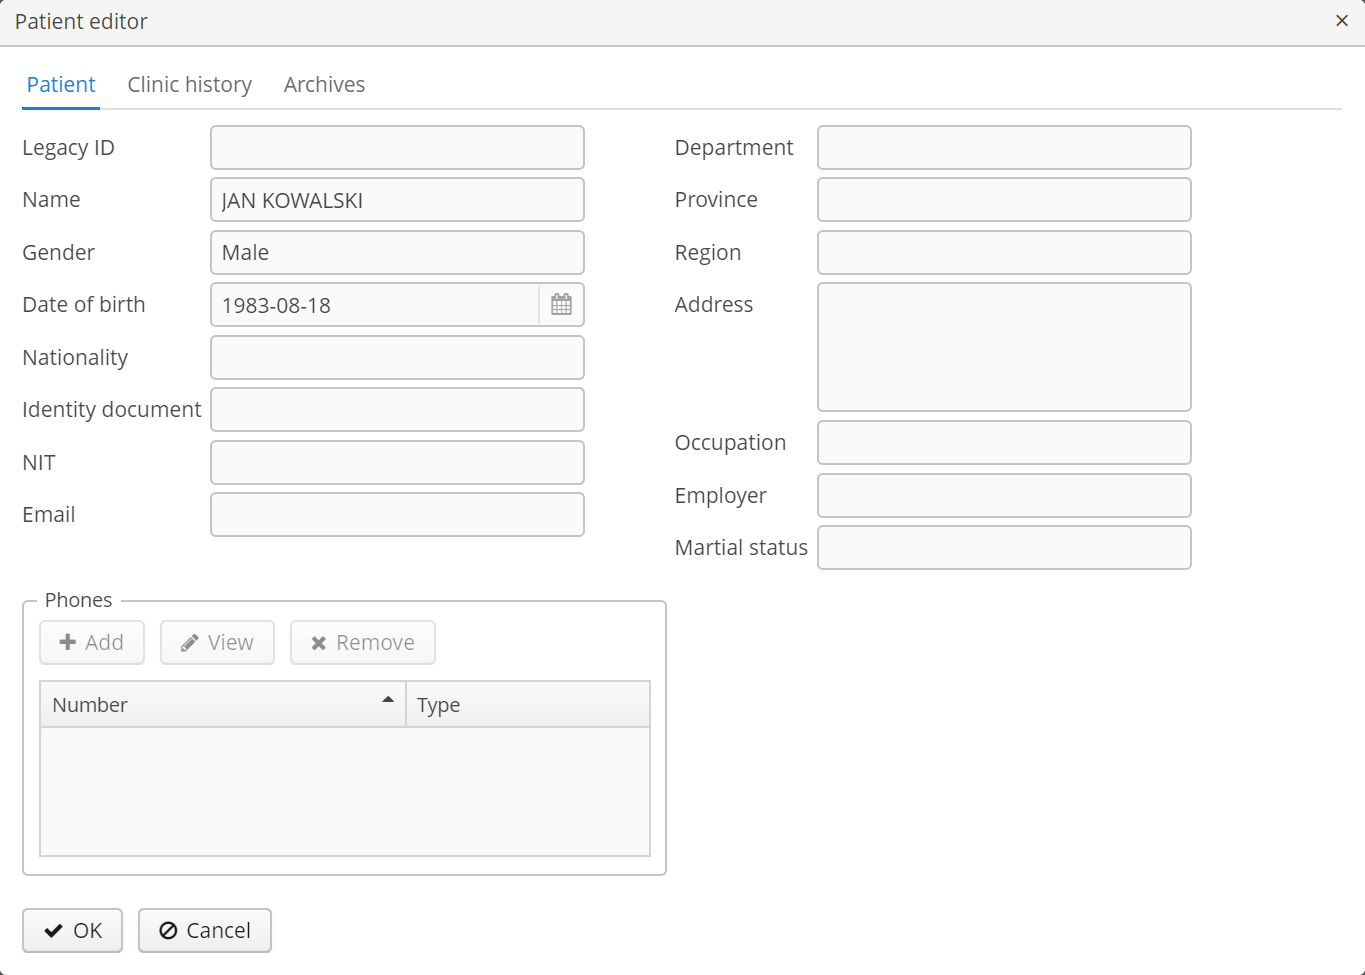 Patient editor
Patient Clinic history Archives
Legacy ID
Name JAN KOWALSKI
Gender Male
Date of birth 1983-08-18
Nationality
Identity document
NIT
Email
Department
Province
Region
Address
Occupation
Employer
Martial status
Phones
Add View Remove
Number Type
OK Cancel